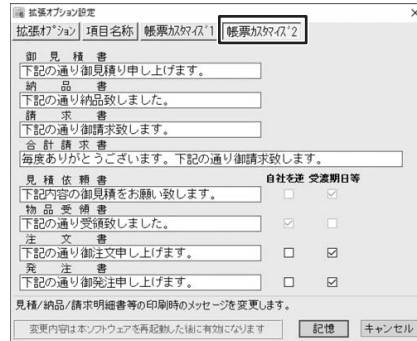 拡張オプション設定
拡張ｵﾌﾟｼｮﾝ 項目名称 帳票ｶｽﾀﾏｲｽﾞ1 帳票ｶｽﾀﾏｲｽﾞ2
御見積書
下記の通り御見積り申し上げます。
納品書
下記の通り納品致しました。
請求書
下記の通り御請求致します。
合計請求書
毎度ありがとうございます。下記の通り御請求致します。
見積依頼書 自社を逆 受渡期日等
下記内容の御見積をお願い致します。
物品受領書
下記の通り受領致しました。
注文書
下記の通り御注文申し上げます。
発注書
下記の通り御発注申し上げます。
見積/納品/請求明細書等の印刷時のメッセージを変更します。
変更内容は本ソフトウェアを再起動した後に有効になります 記憶 キャンセル